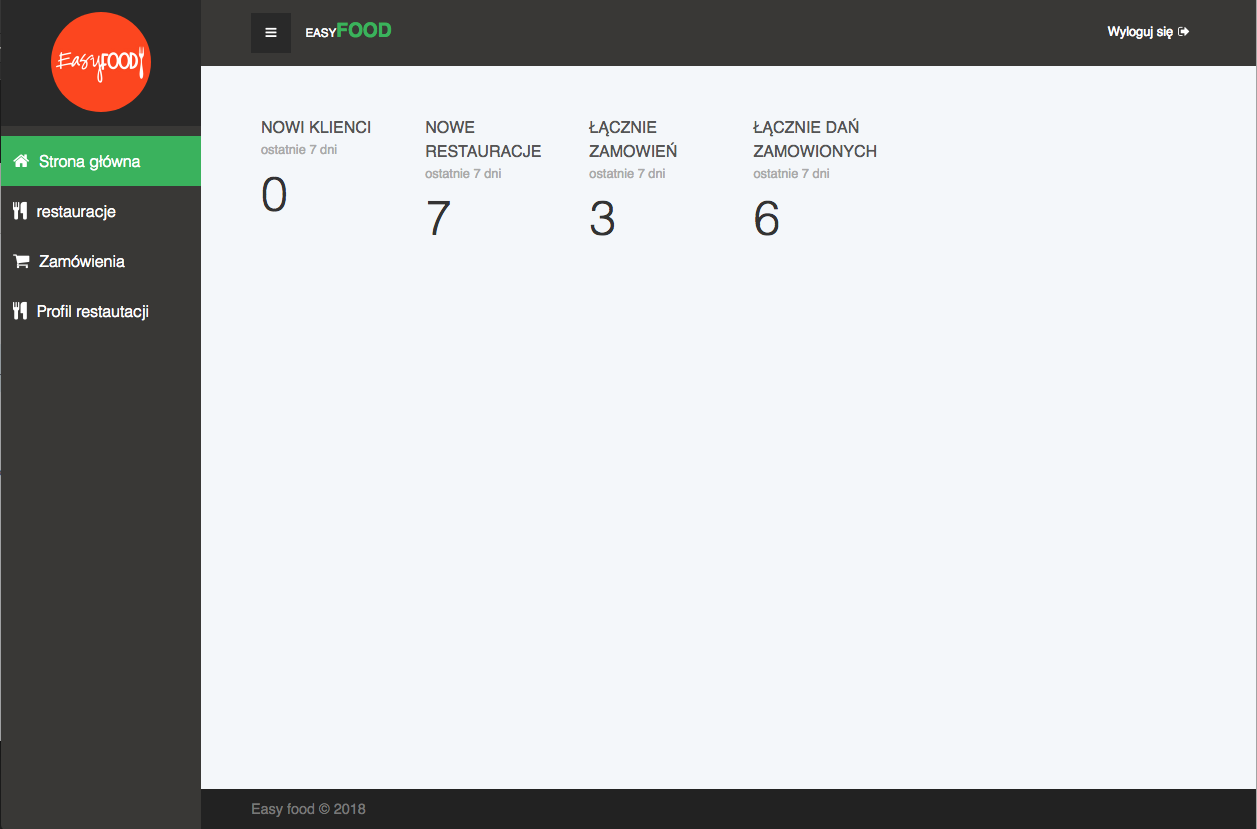 EasyFOOD
EASYFOOD
Wyloguj się
Strona główna
restauracje
Zamówienia
Profil restautacji
NOWI KLIENCI
ostatnie 7 dni
0
NOWE
RESTAURACJE
ostatnie 7 dni
7
ŁĄCZNIE
ZAMOWIEŃ
ostatnie 7 dni
3
ŁĄCZNIE DAŃ
ZAMOWIONYCH
ostatnie 7 dni
6
Easy food © 2018